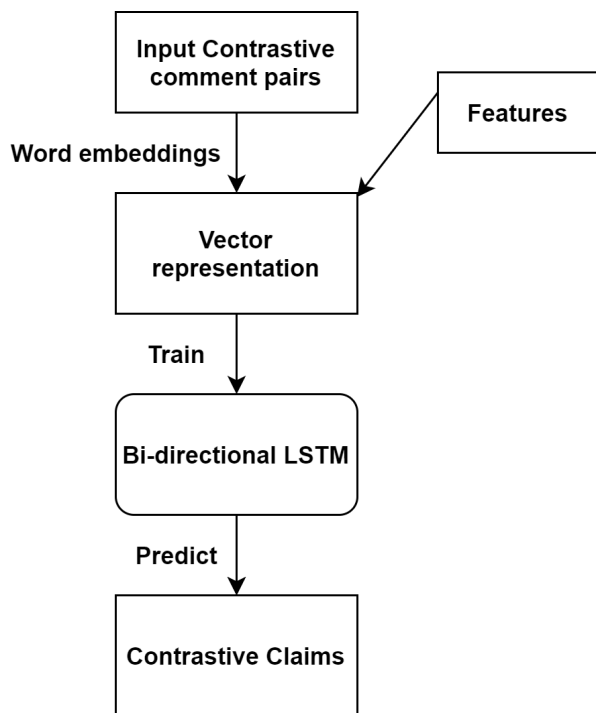 Input Contrastive
comment pairs
Features
Word embeddings
Vector
representation
Train
Bi-directional LSTM
Predict
Contrastive Claims